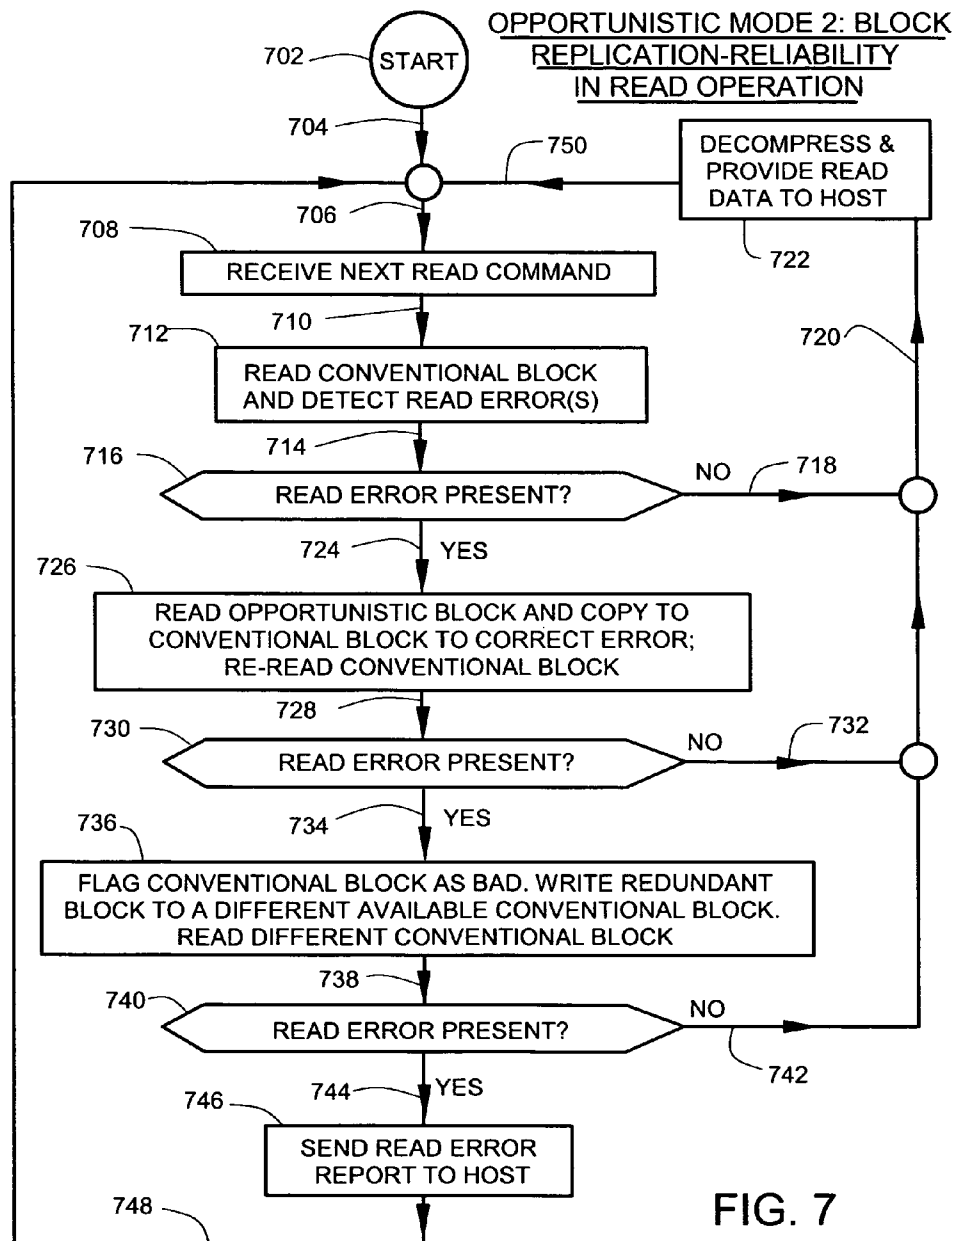 OPPORTUNISTIC MODE 2: BLOCK
REPLICATION-RELIABILITY
IN READ OPERATION
702
START
704
750
DECOMPRESS &
PROVIDE READ
DATA TO HOST
706
722
708
RECEIVE NEXT READ COMMAND
710
712
720
READ CONVENTIONAL BLOCK
AND DETECT READ ERROR(S)
714
716
READ ERROR PRESENT?
NO
718
724
YES
726
READ OPPORTUNISTIC BLOCK AND COPY TO
CONVENTIONAL BLOCK TO CORRECT ERROR;
RE-READ CONVENTIONAL BLOCK
728
730
READ ERROR PRESENT?
NO
732
734
YES
736
FLAG CONVENTIONAL BLOCK AS BAD. WRITE REDUNDANT
BLOCK TO A DIFFERENT AVAILABLE CONVENTIONAL BLOCK.
READ DIFFERENT CONVENTIONAL BLOCK
738
740
READ ERROR PRESENT?
NO
742
744
YES
746
SEND READ ERROR
REPORT TO HOST
748
FIG. 7